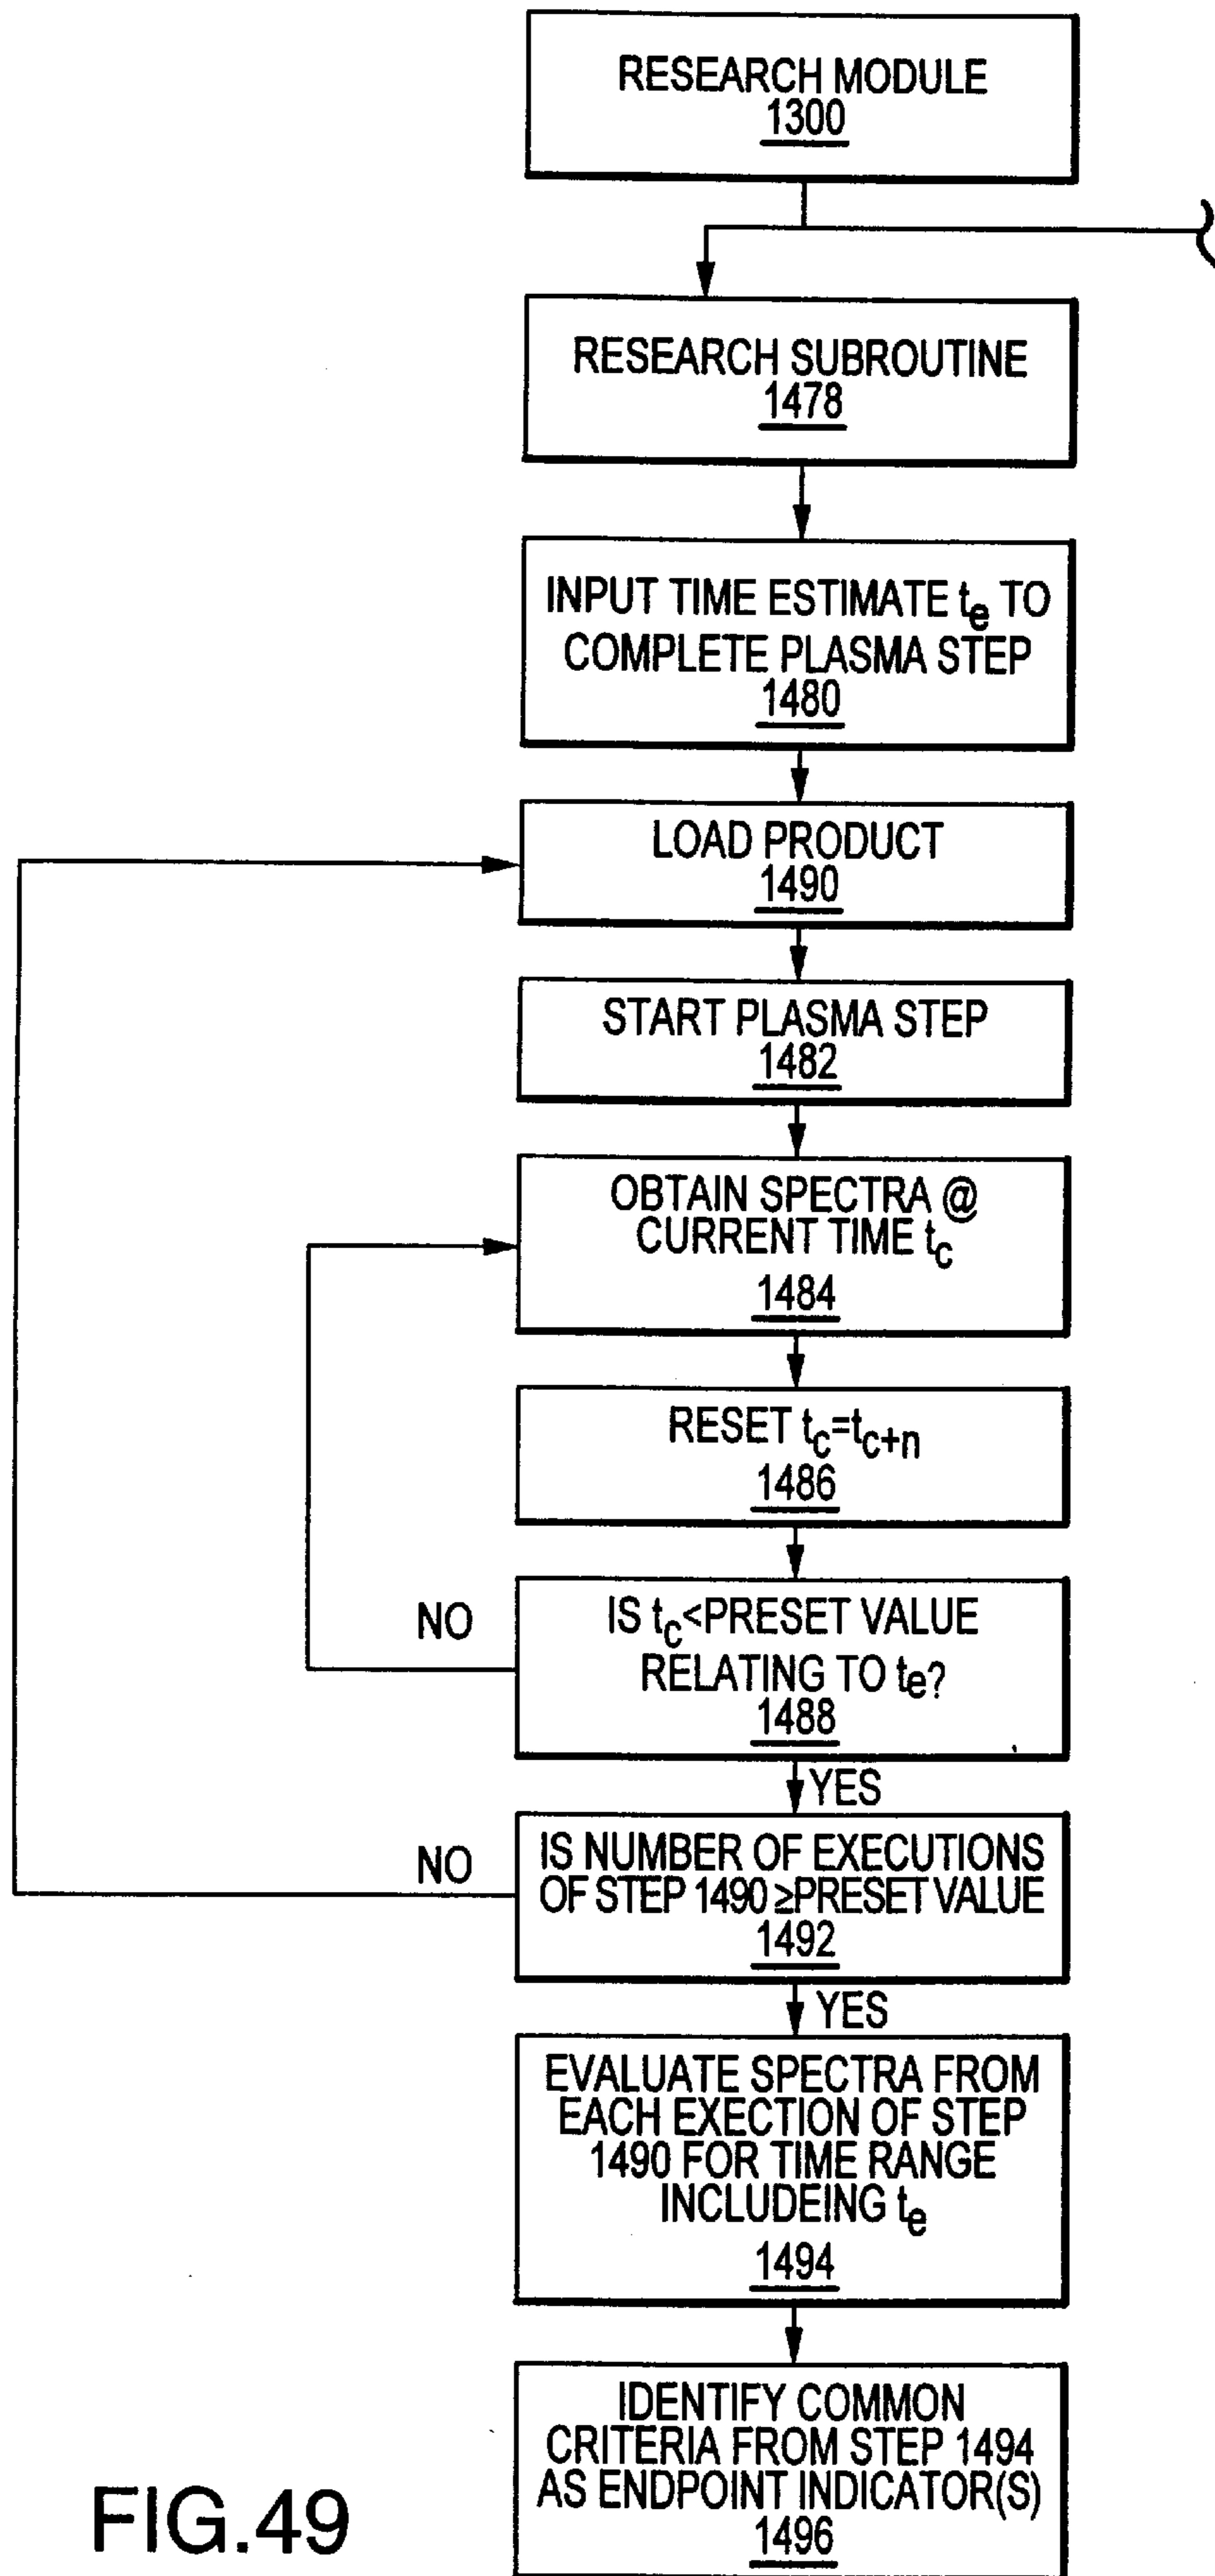 RESEARCH MODULE
1300
RESEARCH SUBROUTINE
1478
INPUT TIME ESTIMATE te TO
COMPLETE PLASMA STEP
1480
LOAD PRODUCT
1490
START PLASMA STEP
1482
OBTAIN SPECTRA @
CURRENT TIME tc
1484
RESET tc=tc+n
1486
NO
IS tc<PRESET VALUE
RELATING TO te?
1488
YES
NO
IS NUMBER OF EXECUTIONS
OF STEP 1490 ≥PRESET VALUE
1492
YES
EVALUATE SPECTRA FROM
EACH EXECTION OF STEP
1490 FOR TIME RANGE
INCLUDEING te
1494
IDENTIFY COMMON
CRITERIA FROM STEP 1494
AS ENDPOINT INDICATOR(S)
1496
FIG.49